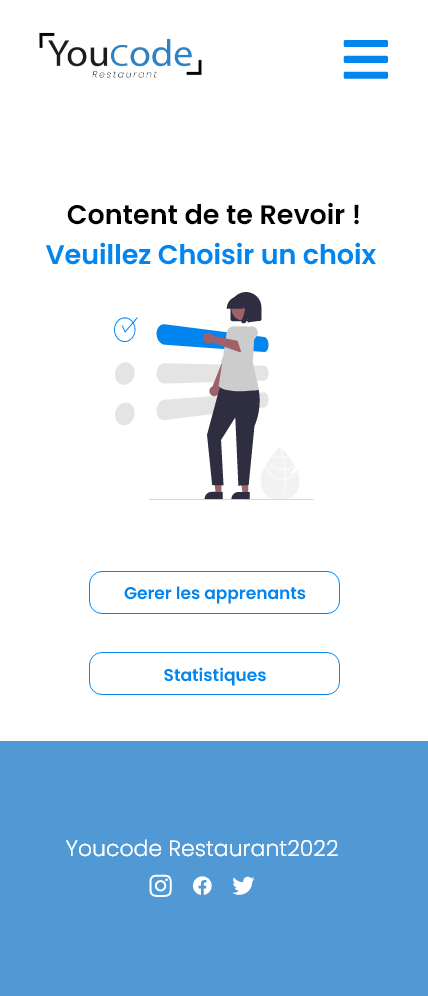 Youcode
Restaurant
Content de te Revoir !
Veuillez Choisir un choix
Gerer les apprenants
Statistiques
Youcode Restaurant2022